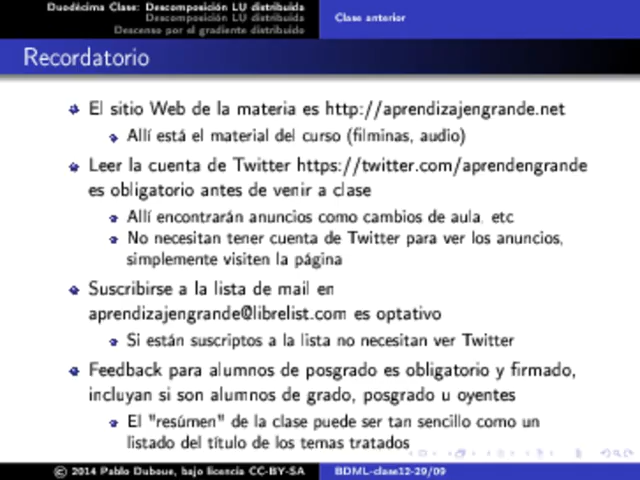 Duodécima Clase: Descomposición LU distribuida
Descomposición LU distribuida
Descenso por el gradiente distribuido
Clase anterior
Recordatorio
El sitio Web de la materia es http://aprendizajengrande.net
Allí está el material del curso (filminas, audio)
Leer la cuenta de Twitter https://twitter.com/aprendengrande
es obligatorio antes de venir a clase
Allí encontrarán anuncios como cambios de aula, etc
No necesitan tener cuenta de Twitter para ver los anuncios,
simplemente visiten la página
Suscribirse a la lista de mail en
aprendizajengrande@librelist.com es optativo
Si están suscriptos a la lista no necesitan ver Twitter
Feedback para alumnos de posgrado es obligatorio y firmado,
incluyan si son alumnos de grado, posgrado u oyentes
El "resúmen" de la clase puede ser tan sencillo como un
listado del título de los temas tratados
© 2014 Pablo Duboue, bajo licencia CC-BY-SA
BDML-clase12-29/09